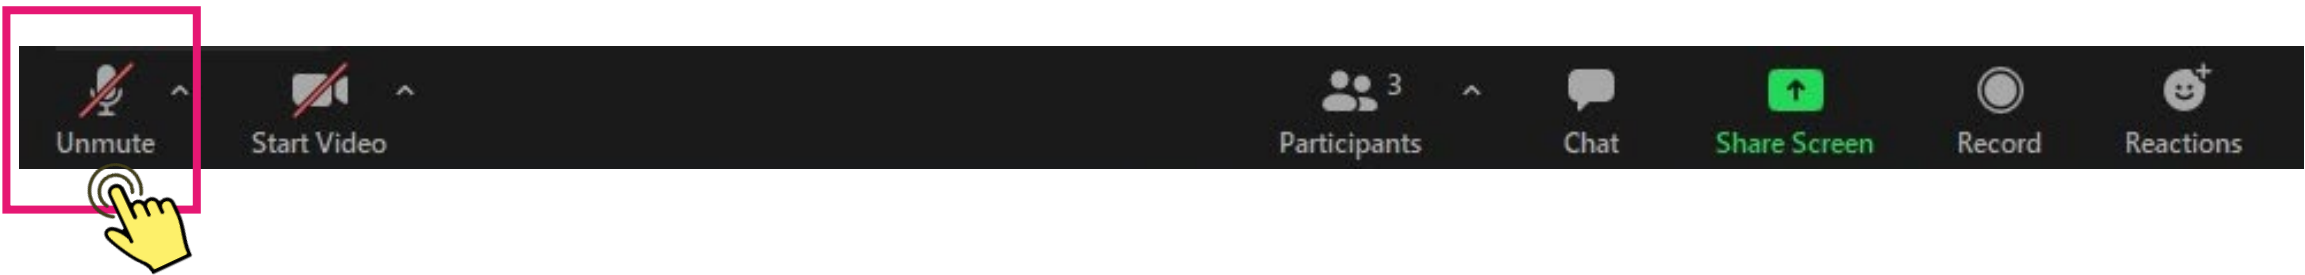 Unmute
Start Video
3
Participants
Chat
Share Screen
Record
Reactions